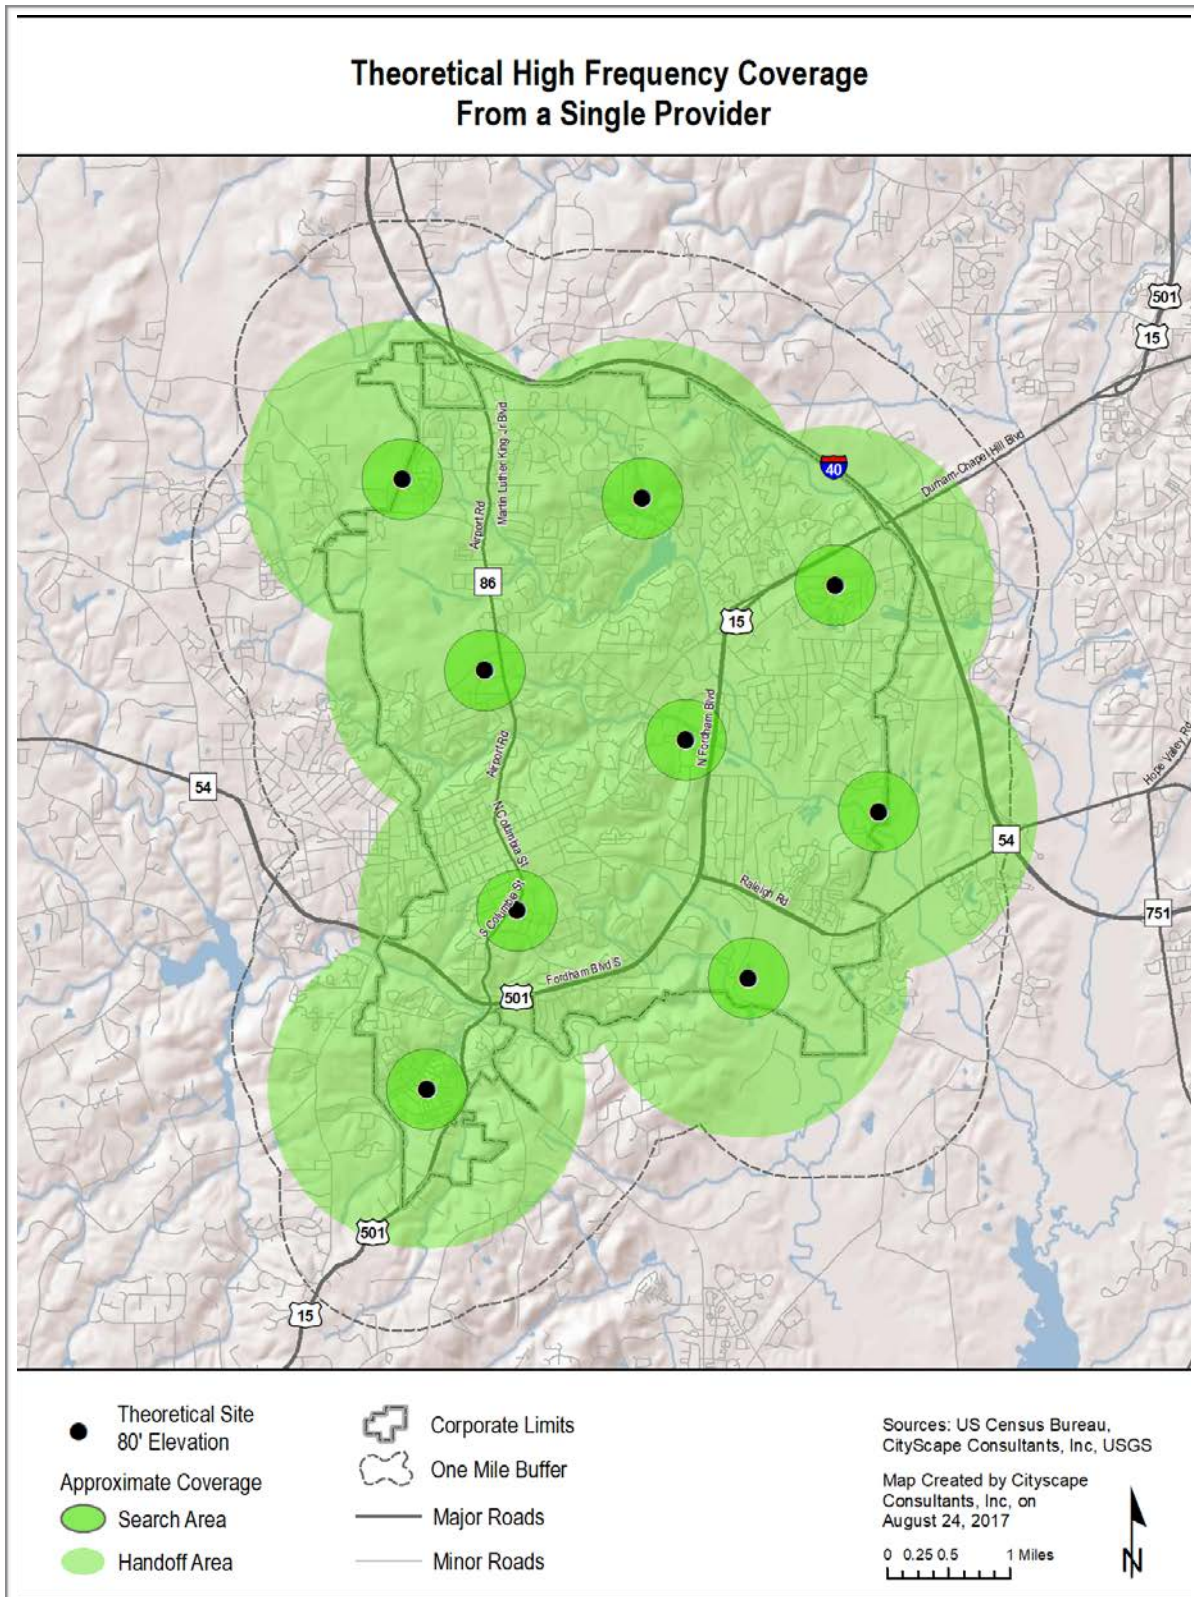 Theoretical High Frequency Coverage
From a Single Provider
501
15
Martin Luther King Jr Blvd
40
Durham-Chapel Hill Blvd
Airport Rd
86
15
N Fordham Blvd
Airport Rd
Hope Valley Rd
54
N Columbia St
54
Raleigh Rd
S Columbia St
751
Fordham Blvd S
501
501
15
Theoretical Site
80' Elevation
Approximate Coverage
Search Area
Handoff Area
Corporate Limits
One Mile Buffer
Major Roads
Minor Roads
Sources: US Census Bureau,
CityScape Consultants, Inc, USGS
Map Created by Cityscape
Consultants, Inc, on
August 24, 2017
0 0.25 0.5 1 Miles
N